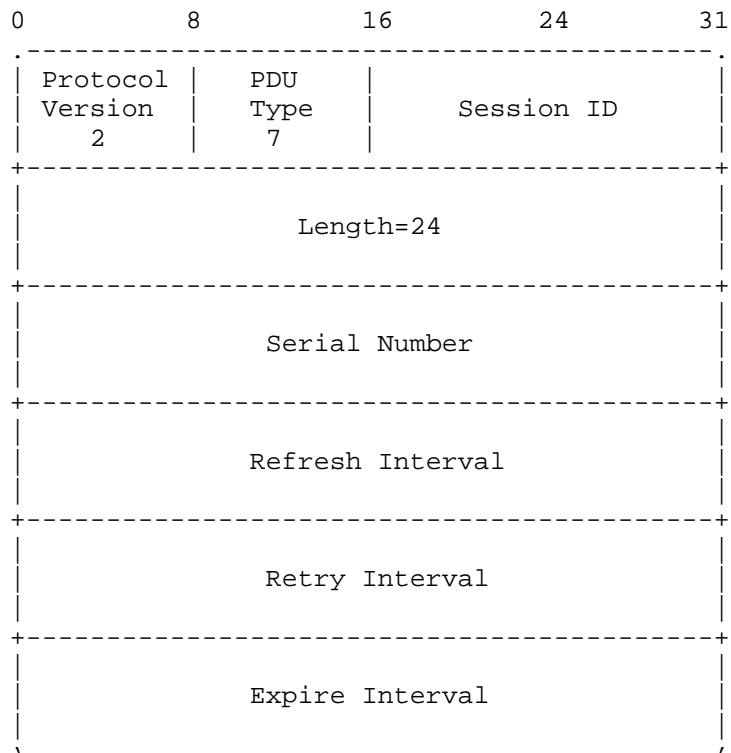 0 8 16 24 31
Protocol PDU
Version Type Session ID
2 7
Length=24
Serial Number
Refresh Interval
Retry Interval
Expire Interval